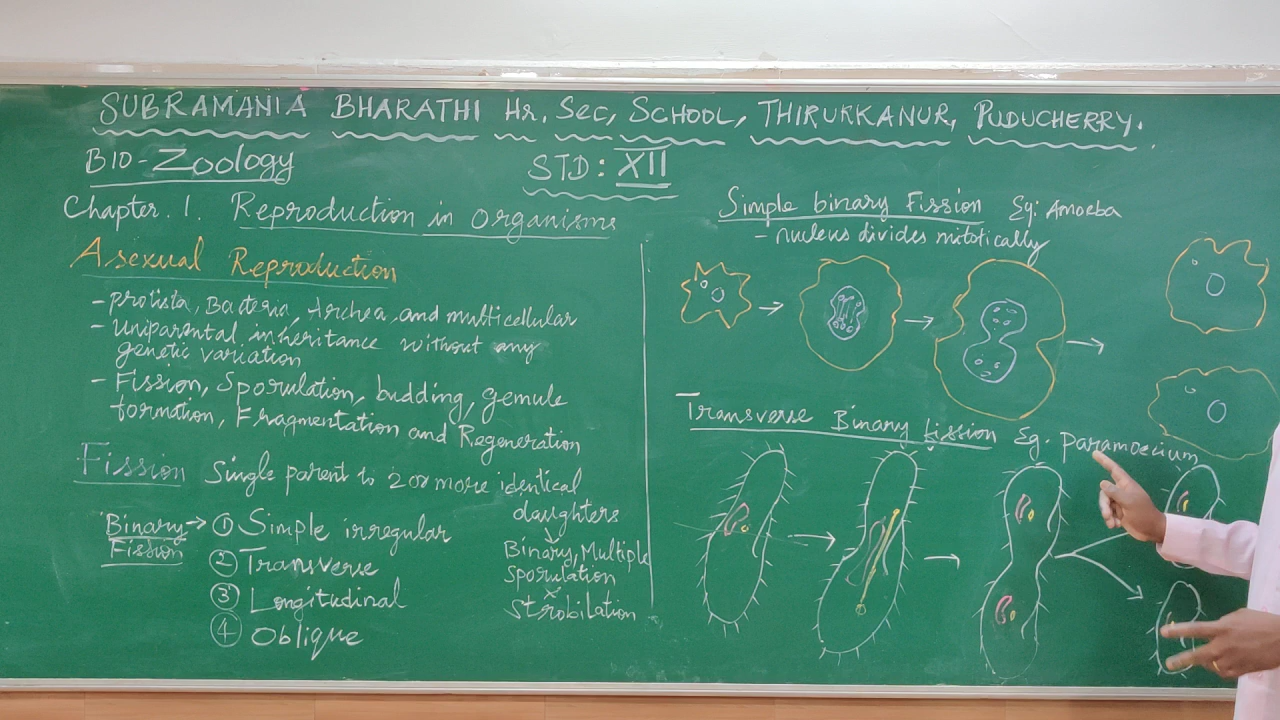 SUBRAMANIA BHARATHI Hr. Sec, SCHOOL, THIRUKKANUR, PUDUCHERRY.
BIO-Zoology
STD: XII
Chapter. 1. Reproduction in organisms
Asexual Reproduction
- protista, Bacteria, Archea and multicellular
- Uniparental inheritance without any
genetic variation
- Fission, Sporulation, budding, gemule
formation, Fragmentation and Regeneration
Fission Single parent to 2 or more identical
daughters
Binary, Multiple
Sporulation
Strobilation
Binary → ① Simple irregular
Fission
② Transverse
③ Longitudinal
④ Oblique
Simple binary Fission Eg: Amoeba
- nucleus divides mitotically
Transverse Binary fission Eg. paramoecium